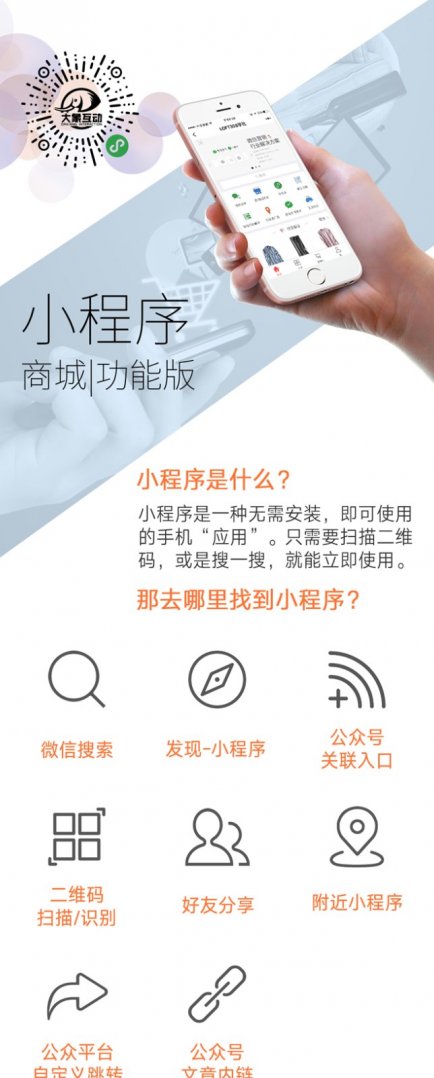 大象互动
小程序
商城|功能版
小程序是什么？
小程序是一种无需安装，即可使用
的手机“应用”。只需要扫描二维
码，或是搜一搜，就能立即使用。
那去哪里找到小程序？
微信搜索
发现-小程序
公众号
关联入口
二维码
扫描/识别
好友分享
附近小程序
公众平台
自定义跳转
公众号
文章内链